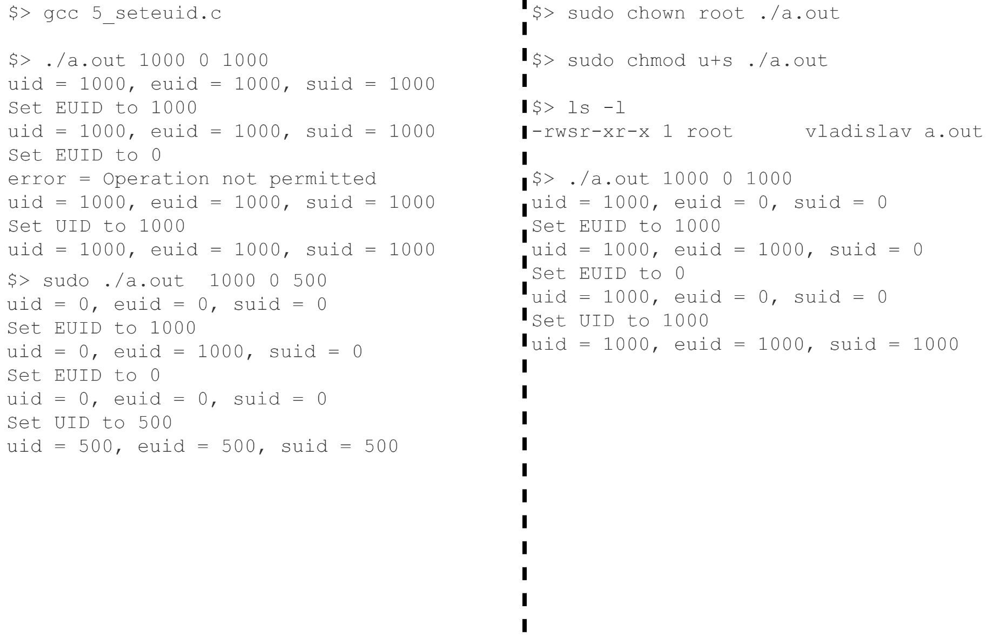 $> gcc 5_seteuid.c
$> ./a.out 1000 0 1000
uid = 1000, euid = 1000, suid = 1000
Set EUID to 1000
uid = 1000, euid = 1000, suid = 1000
Set EUID to 0
error = Operation not permitted
uid = 1000, euid = 1000, suid = 1000
Set UID to 1000
uid = 1000, euid = 1000, suid = 1000
$> sudo ./a.out  1000 0 500
uid = 0, euid = 0, suid = 0
Set EUID to 1000
uid = 0, euid = 1000, suid = 0
Set EUID to 0
uid = 0, euid = 0, suid = 0
Set UID to 500
uid = 500, euid = 500, suid = 500
$> sudo chown root ./a.out
$> sudo chmod u+s ./a.out
$> ls -l
-rwsr-xr-x 1 root      vladislav a.out
$> ./a.out 1000 0 1000
uid = 1000, euid = 0, suid = 0
Set EUID to 1000
uid = 1000, euid = 1000, suid = 0
Set EUID to 0
uid = 1000, euid = 0, suid = 0
Set UID to 1000
uid = 1000, euid = 1000, suid = 1000